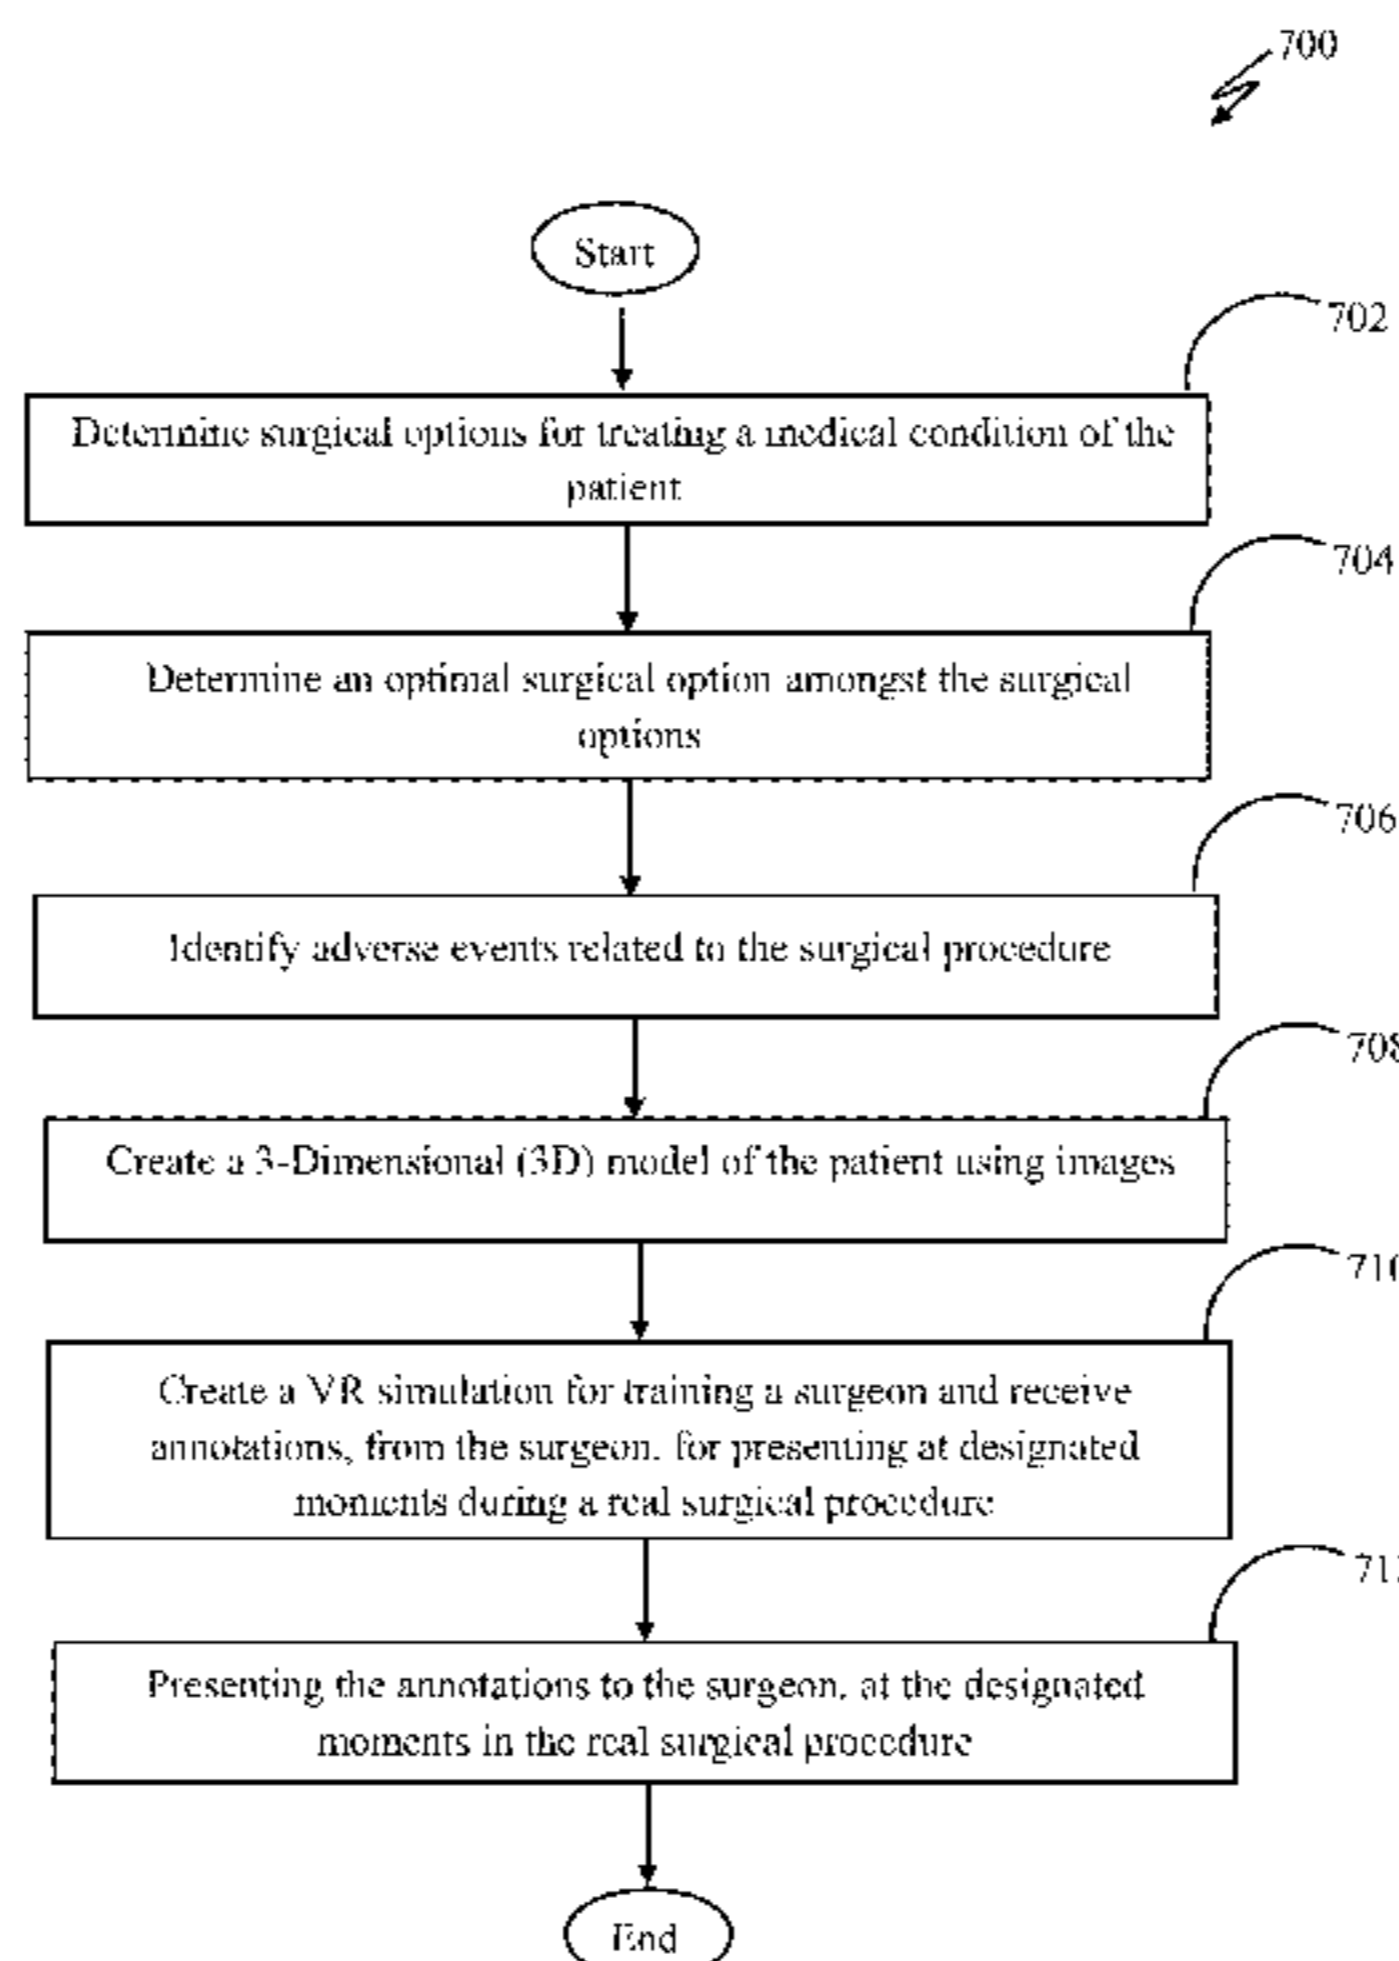 700
Start
702
Determine surgical options for treating a medical condition of the
patient
704
Determine an optimal surgical option amongst the surgical
options
706
Identify adverse events related to the surgical procedure
708
Create a 3-Dimensional (3D) model of the patient using images
710
Create a VR simulation for training a surgeon and receive
annotations, from the surgeon, for presenting at designated
moments during a real surgical procedure
Presenting the annotations to the surgeon, at the designated
moments in the real surgical procedure
End